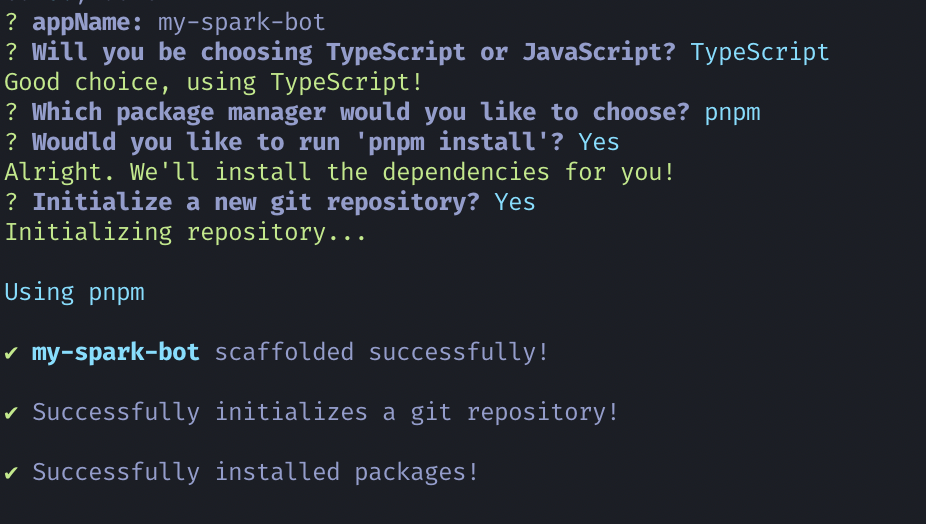 ? appName: my-spark-bot
? Will you be choosing TypeScript or JavaScript? TypeScript
Good choice, using TypeScript!
? Which package manager would you like to choose? pnpm
? Woudld you like to run 'pnpm install'? Yes
Alright. We'll install the dependencies for you!
? Initialize a new git repository? Yes
Initializing repository...
Using pnpm
✔ my-spark-bot scaffolded successfully!
✔ Successfully initializes a git repository!
✔ Successfully installed packages!